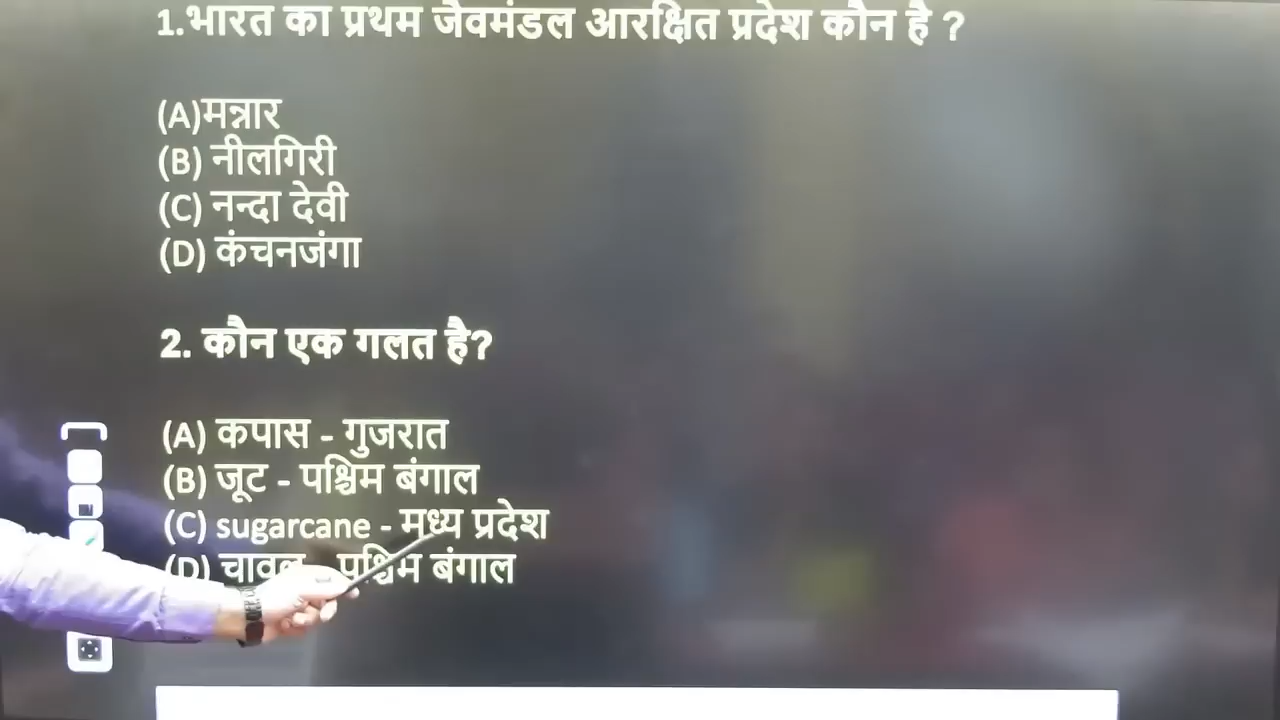 1.भारत का प्रथम जैवमंडल आरक्षित प्रदेश कौन है ?
(A)मन्नार
(B) नीलगिरी
(C) नन्दा देवी
(D) कंचनजंगा
2. कौन एक गलत है?
(A) कपास - गुजरात
(B) जूट - पश्चिम बंगाल
(C) sugarcane - मध्य प्रदेश
(D) चावल - पश्चिम बंगाल